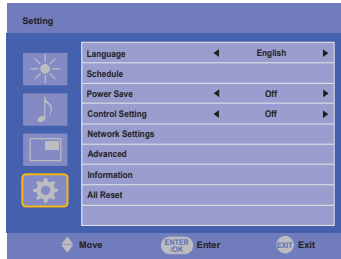 Setting
Language English
Schedule
Power Save Off
Control Setting Off
Network Settings
Advanced
Information
All Reset
Move ENTER /OK Enter EXIT Exit